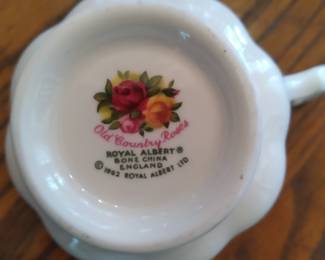 Old Country Roses
ROYAL ALBERT®
BONE CHINA
ENGLAND
© 1962 ROYAL ALBERT LTD